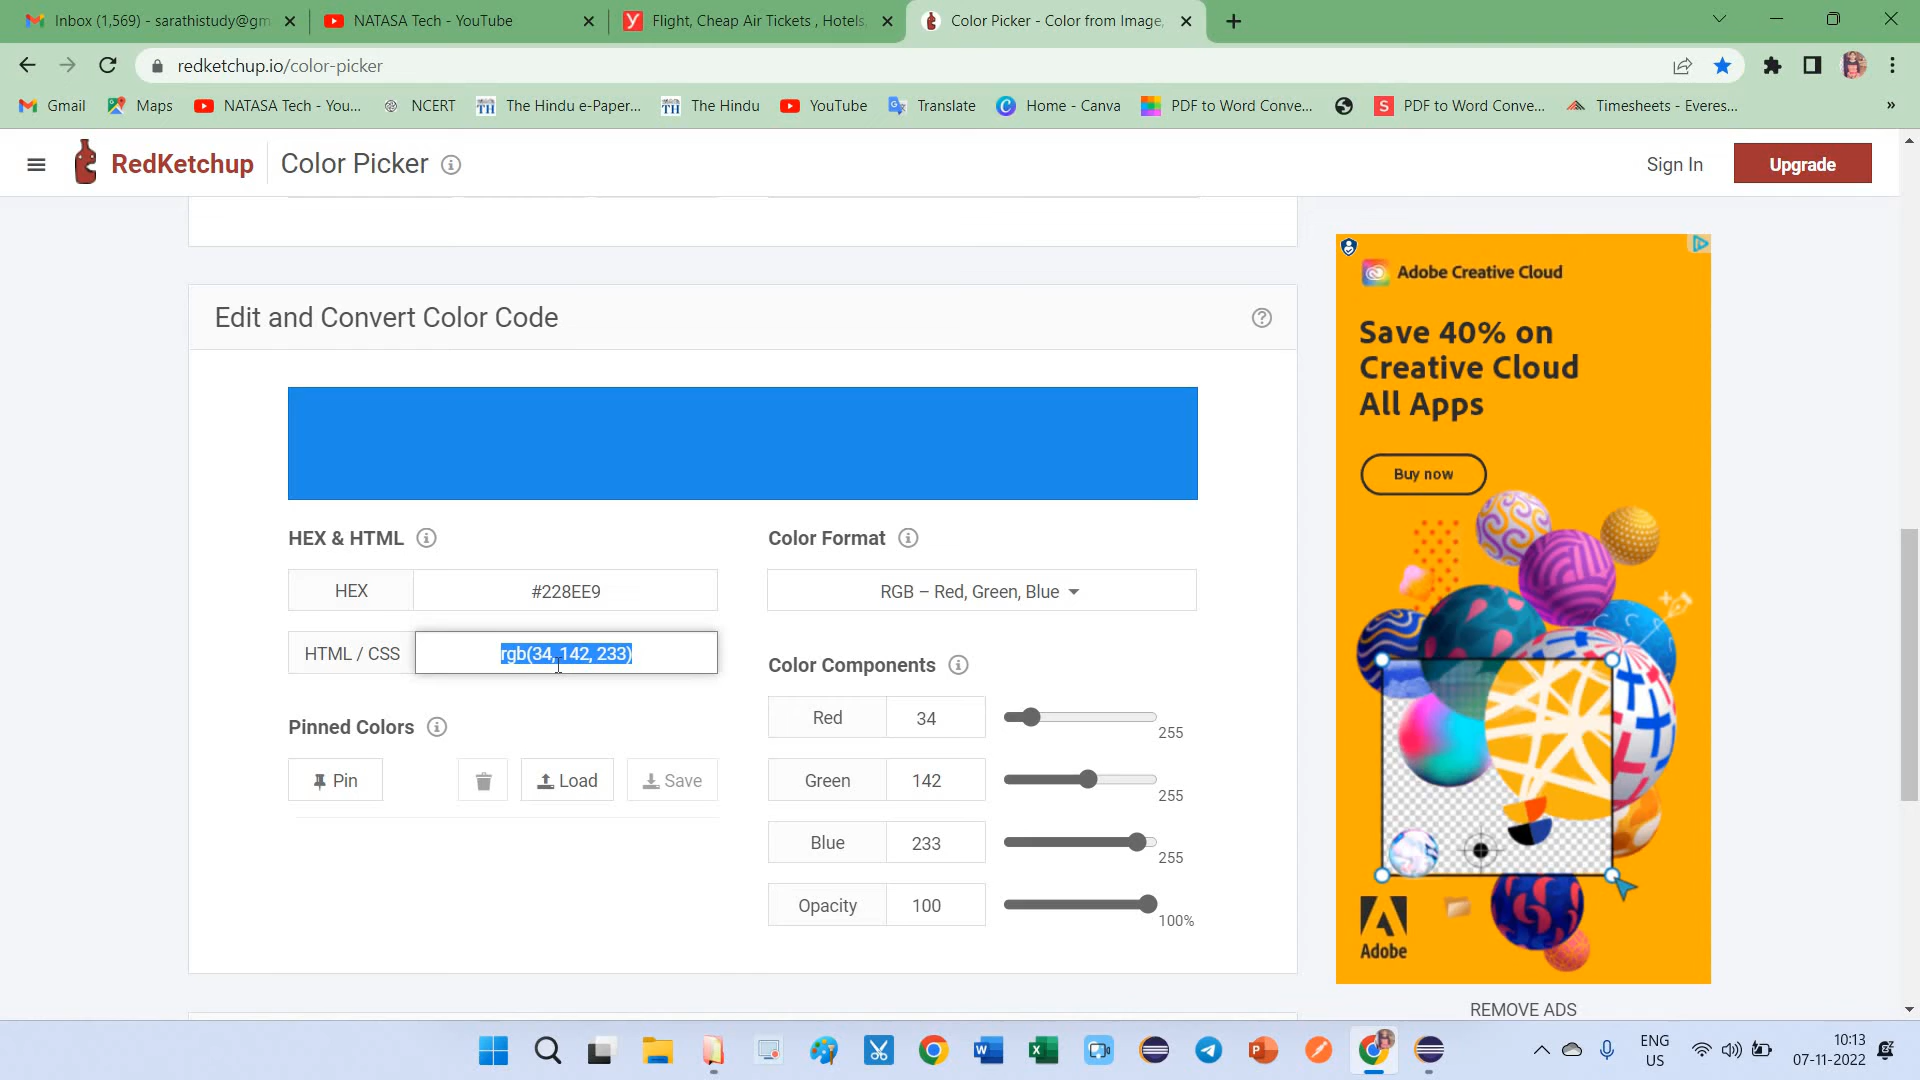 Inbox (1,569) - sarathistudy@gm
NATASA Tech - YouTube
Flight, Cheap Air Tickets , Hotels
Color Picker - Color from Image,
redketchup.io/color-picker
Gmail
Maps
NATASA Tech - You...
NCERT
The Hindu e-Paper...
The Hindu
YouTube
Translate
Home - Canva
PDF to Word Conve...
PDF to Word Conve...
Timesheets - Everes...
»
RedKetchup
Color Picker
Sign In
Upgrade
Edit and Convert Color Code
HEX & HTML
Color Format
HEX
#228EE9
RGB – Red, Green, Blue
HTML / CSS
rgb(34, 142, 233)
Color Components
Pinned Colors
Pin
Load
Save
Red
34
255
Green
142
255
Blue
233
255
Opacity
100
100%
Adobe Creative Cloud
Save 40% on
Creative Cloud
All Apps
Buy now
Adobe
REMOVE ADS
ENG
US
10:13
07-11-2022